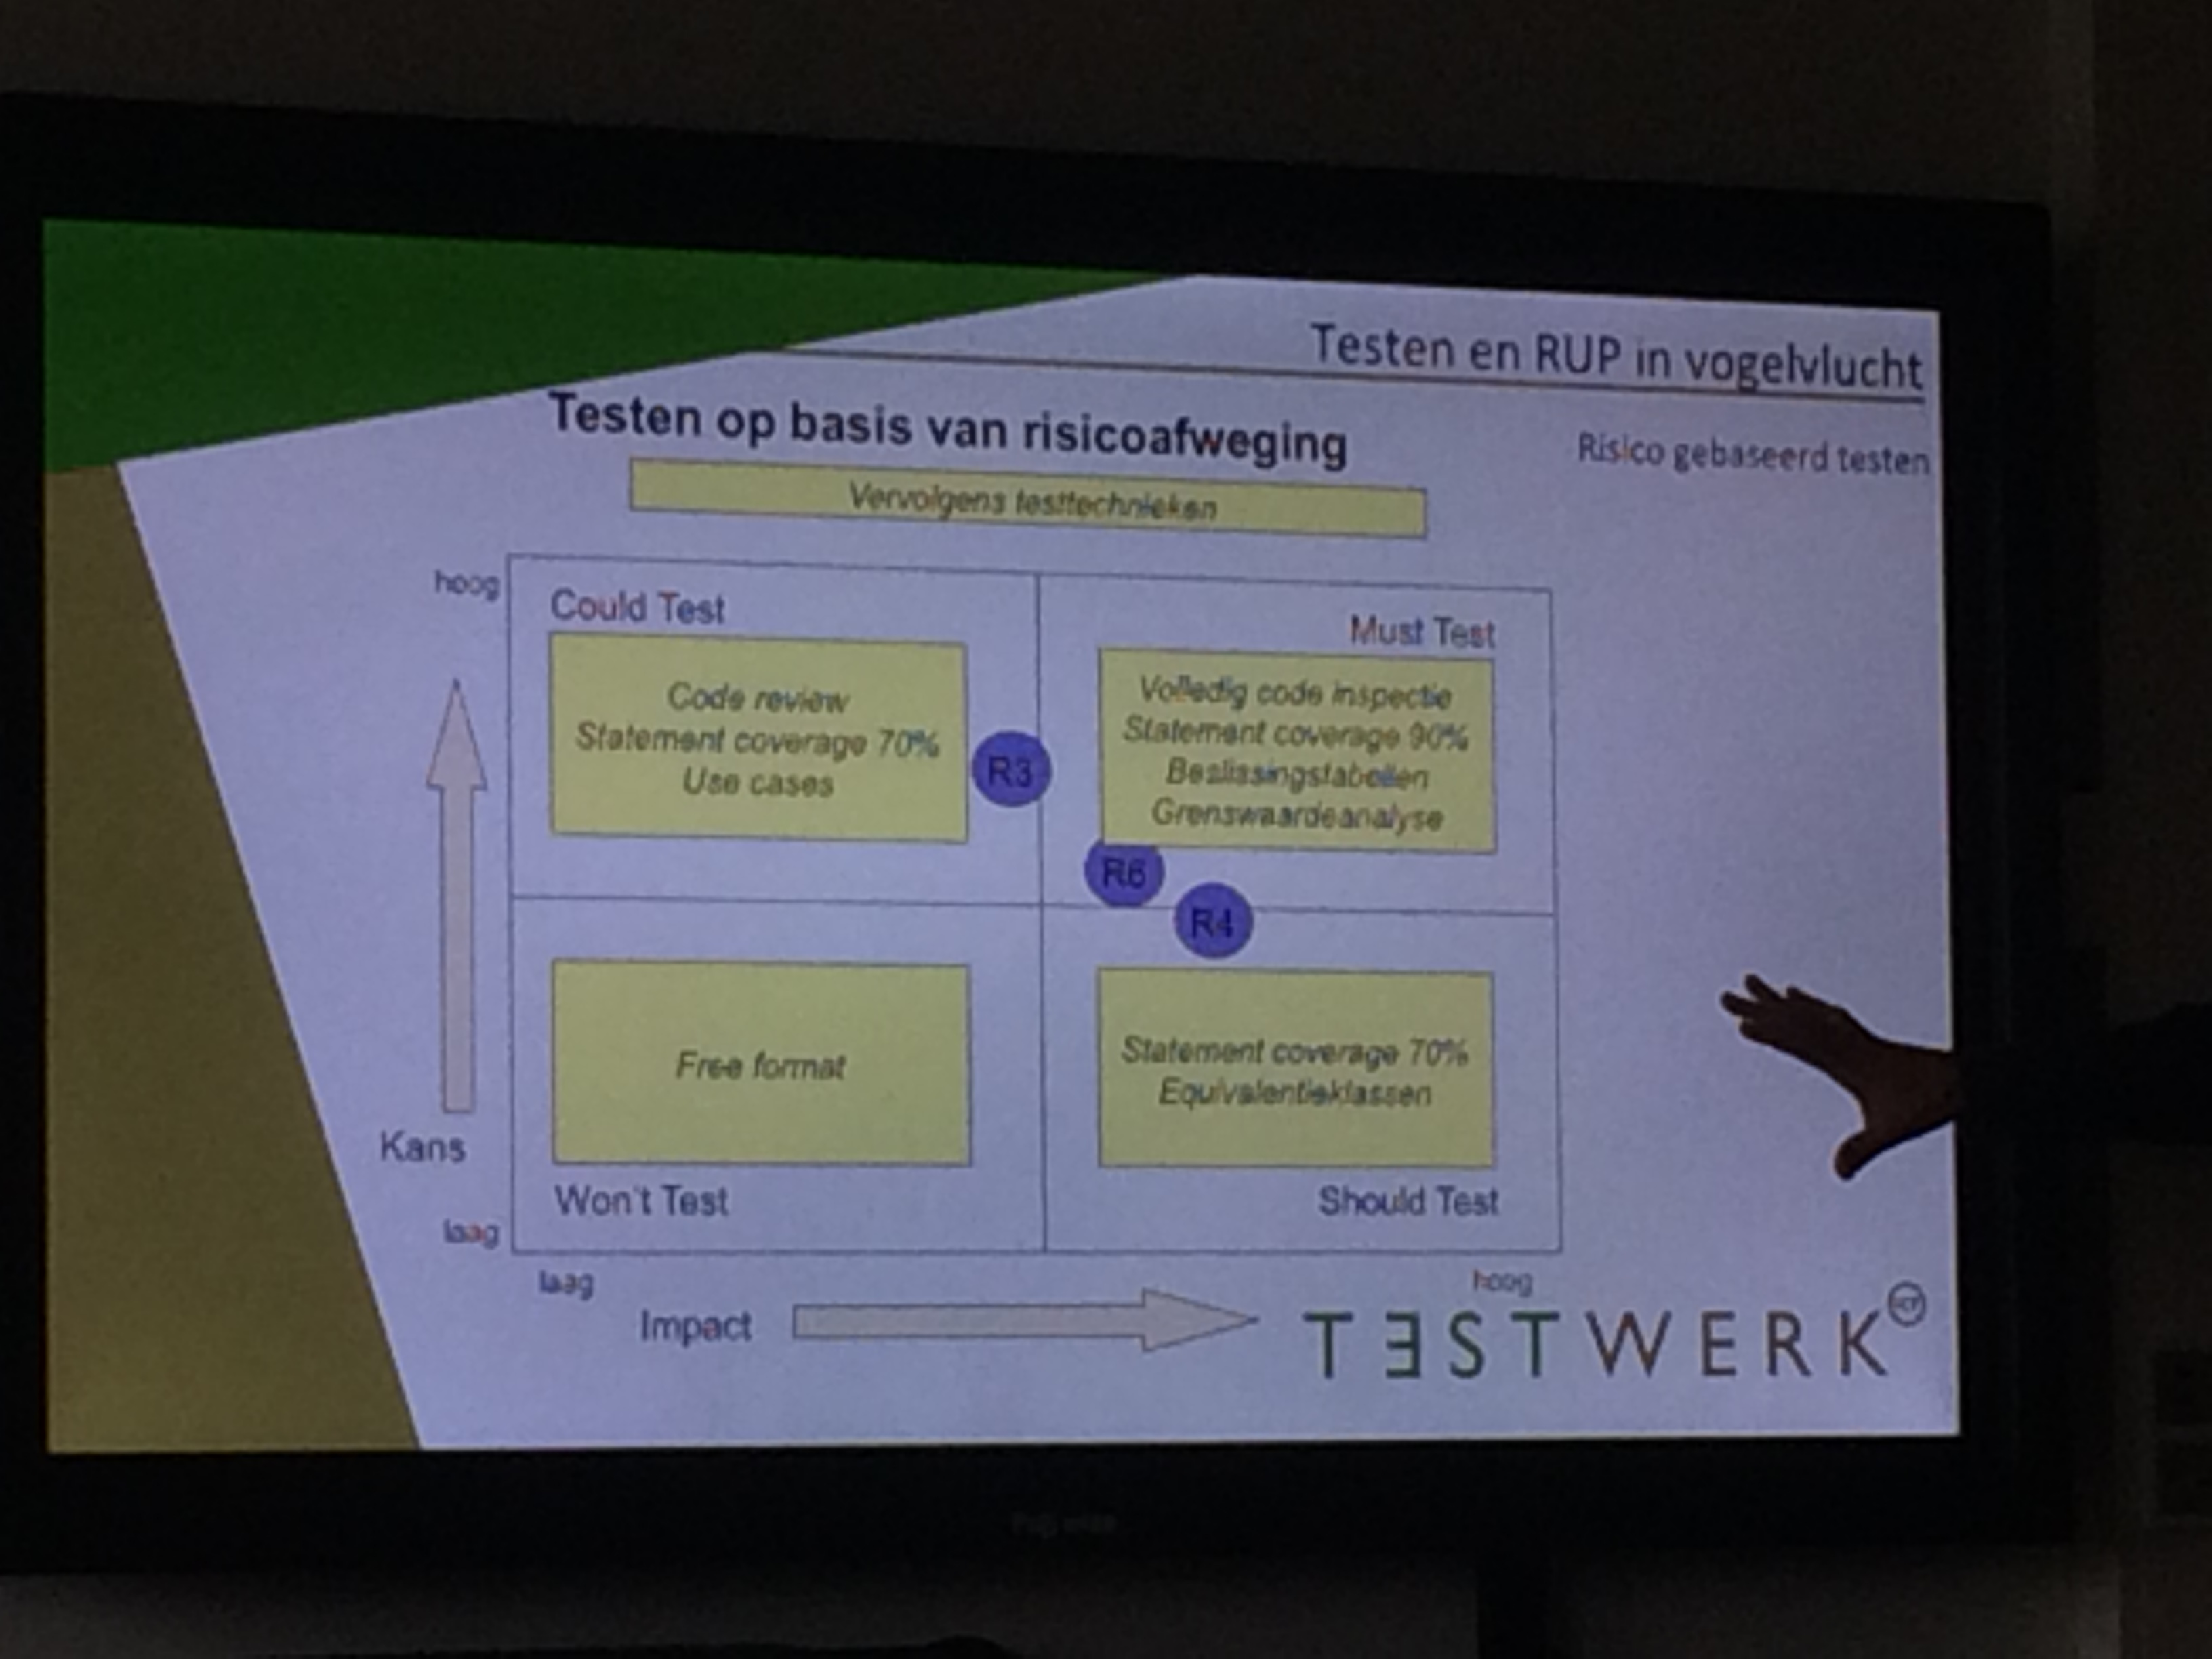 Testen en RUP in vogelvlucht
Testen op basis van risicoafweging
Risico gebaseerd testen
Vervolgens testtechnieken
hoog
Could Test
Must Test
Code review
Statement coverage 70%
Use cases
Volledig code inspectie
Statement coverage 90%
Beslissingstabellen
Grenswaardeanalyse
R3
R6
R4
Free format
Statement coverage 70%
Equivalentieklassen
Kans
Won't Test
Should Test
laag
laag
hoog
Impact
TESTWERK